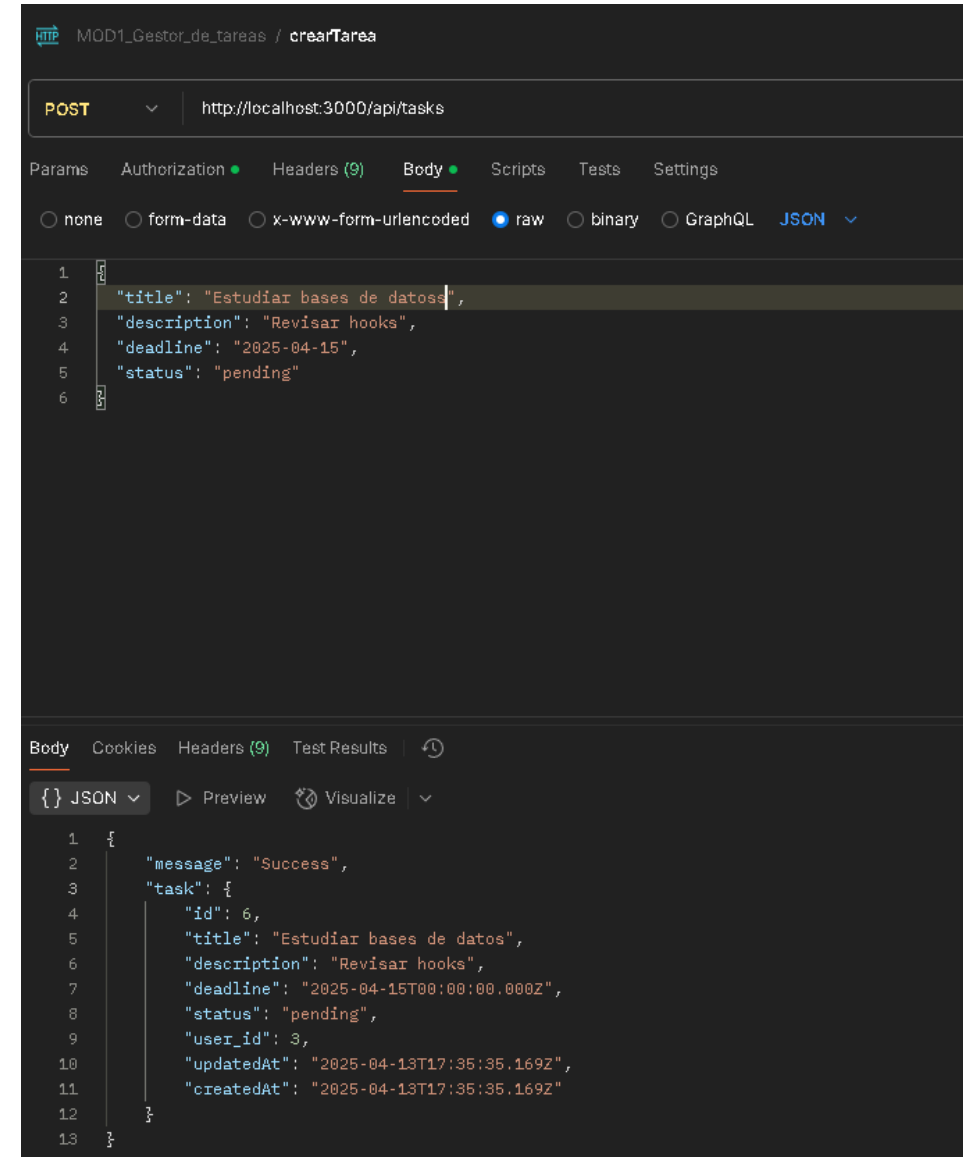 HTTP MOD1_Gestor_de_tareas / crearTarea
POST http://localhost:3000/api/tasks
Params Authorization Headers (9) Body Scripts Tests Settings
none form-data x-www-form-urlencoded raw binary GraphQL JSON
1 {
2 "title": "Estudiar bases de datoss",
3 "description": "Revisar hooks",
4 "deadline": "2025-04-15",
5 "status": "pending"
6 }
Body Cookies Headers (9) Test Results
{} JSON Preview Visualize
1 {
2 "message": "Success",
3 "task": {
4 "id": 6,
5 "title": "Estudiar bases de datos",
6 "description": "Revisar hooks",
7 "deadline": "2025-04-15T00:00:00.000Z",
8 "status": "pending",
9 "user_id": 3,
10 "updatedAt": "2025-04-13T17:35:35.169Z",
11 "createdAt": "2025-04-13T17:35:35.169Z"
12 }
13 }